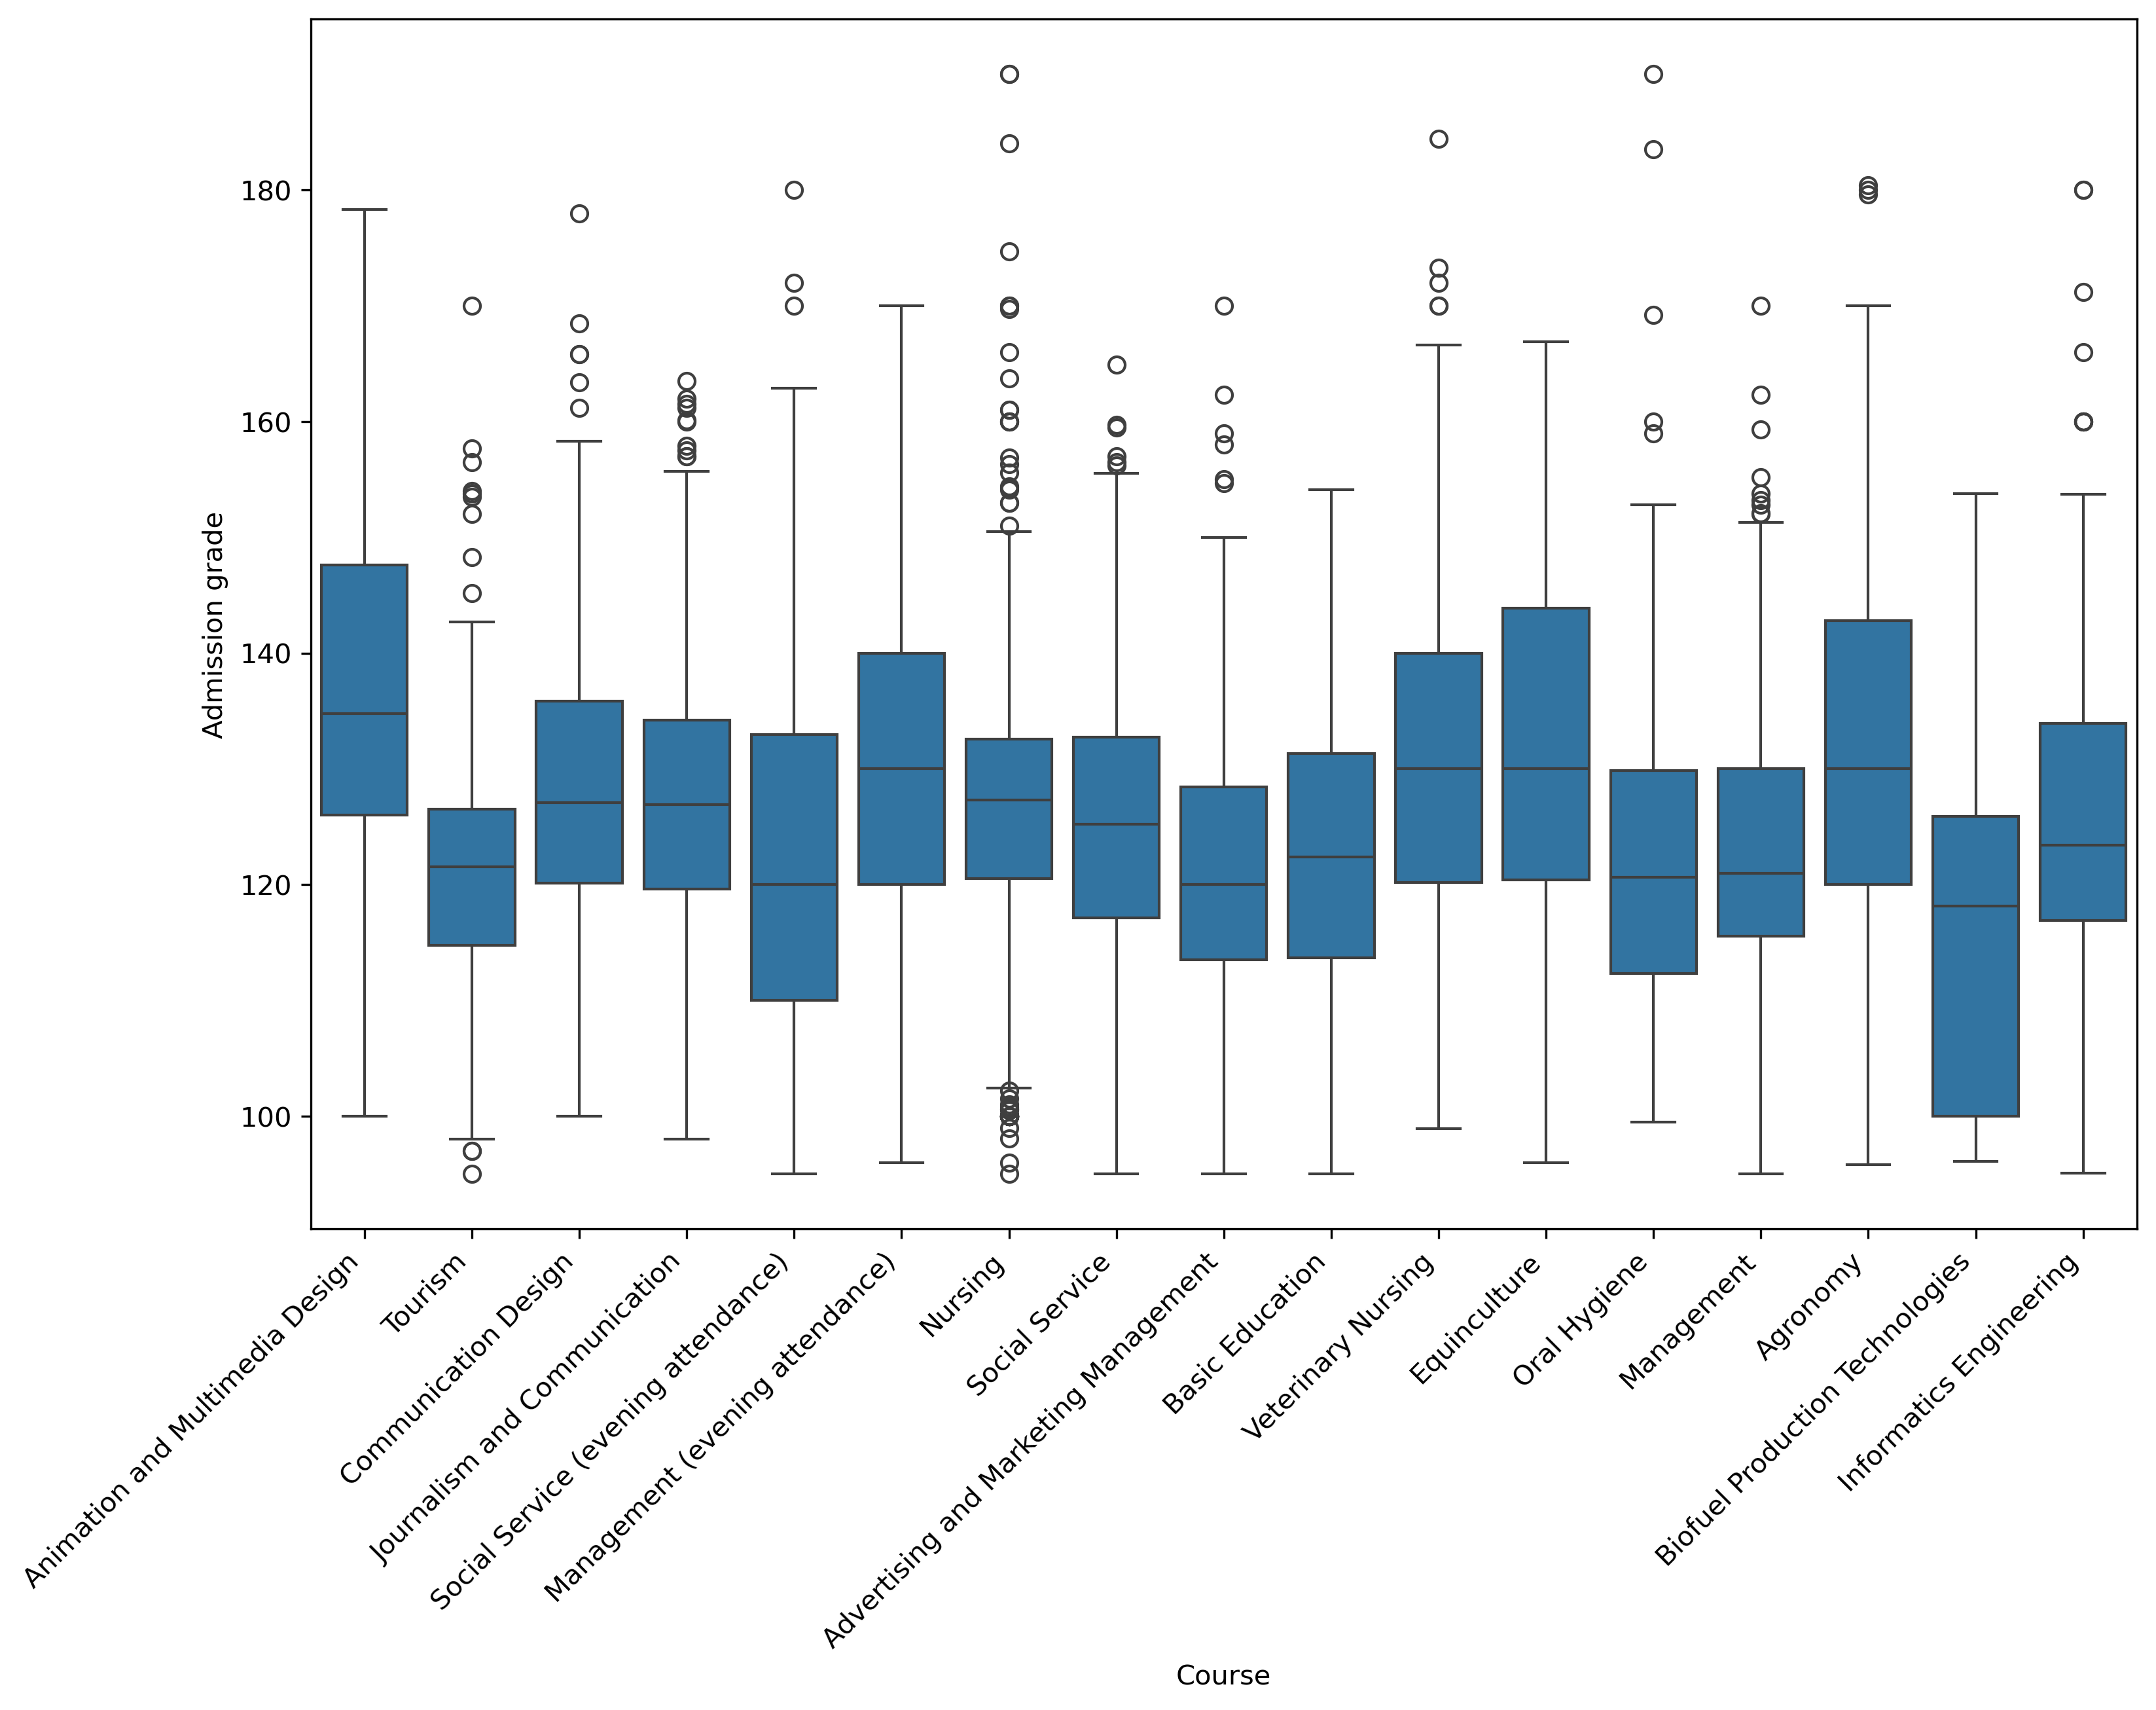 Admission grade
180
160
140
120
100
Animation and Multimedia Design
Tourism
Communication Design
Journalism and Communication
Social Service (evening attendance)
Management (evening attendance)
Nursing
Social Service
Advertising and Marketing Management
Basic Education
Veterinary Nursing
Equinculture
Oral Hygiene
Management
Agronomy
Biofuel Production Technologies
Informatics Engineering
Course